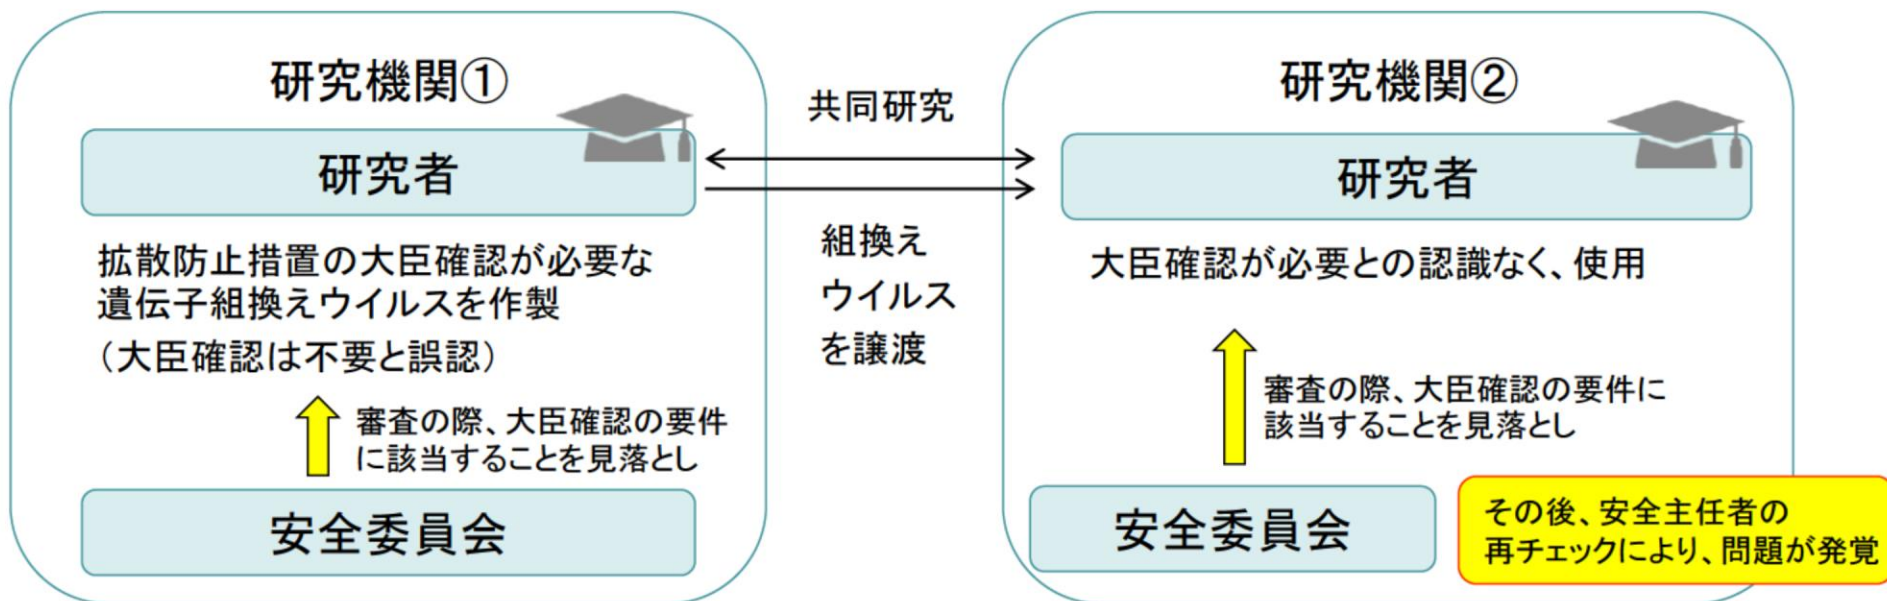 研究機関①
研究者
拡散防止措置の大臣確認が必要な
遺伝子組換えウイルスを作製
（大臣確認は不要と誤認）
審査の際、大臣確認の要件
に該当することを見落とし
安全委員会
共同研究
組換え
ウイルス
を譲渡
研究機関②
研究者
大臣確認が必要との認識なく、使用
審査の際、大臣確認の要件に
該当することを見落とし
安全委員会
その後、安全主任者の
再チェックにより、問題が発覚